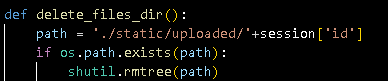 def delete_files_dir():
    path = './static/uploaded/'+session['id']
    if os.path.exists(path):
        shutil.rmtree(path)